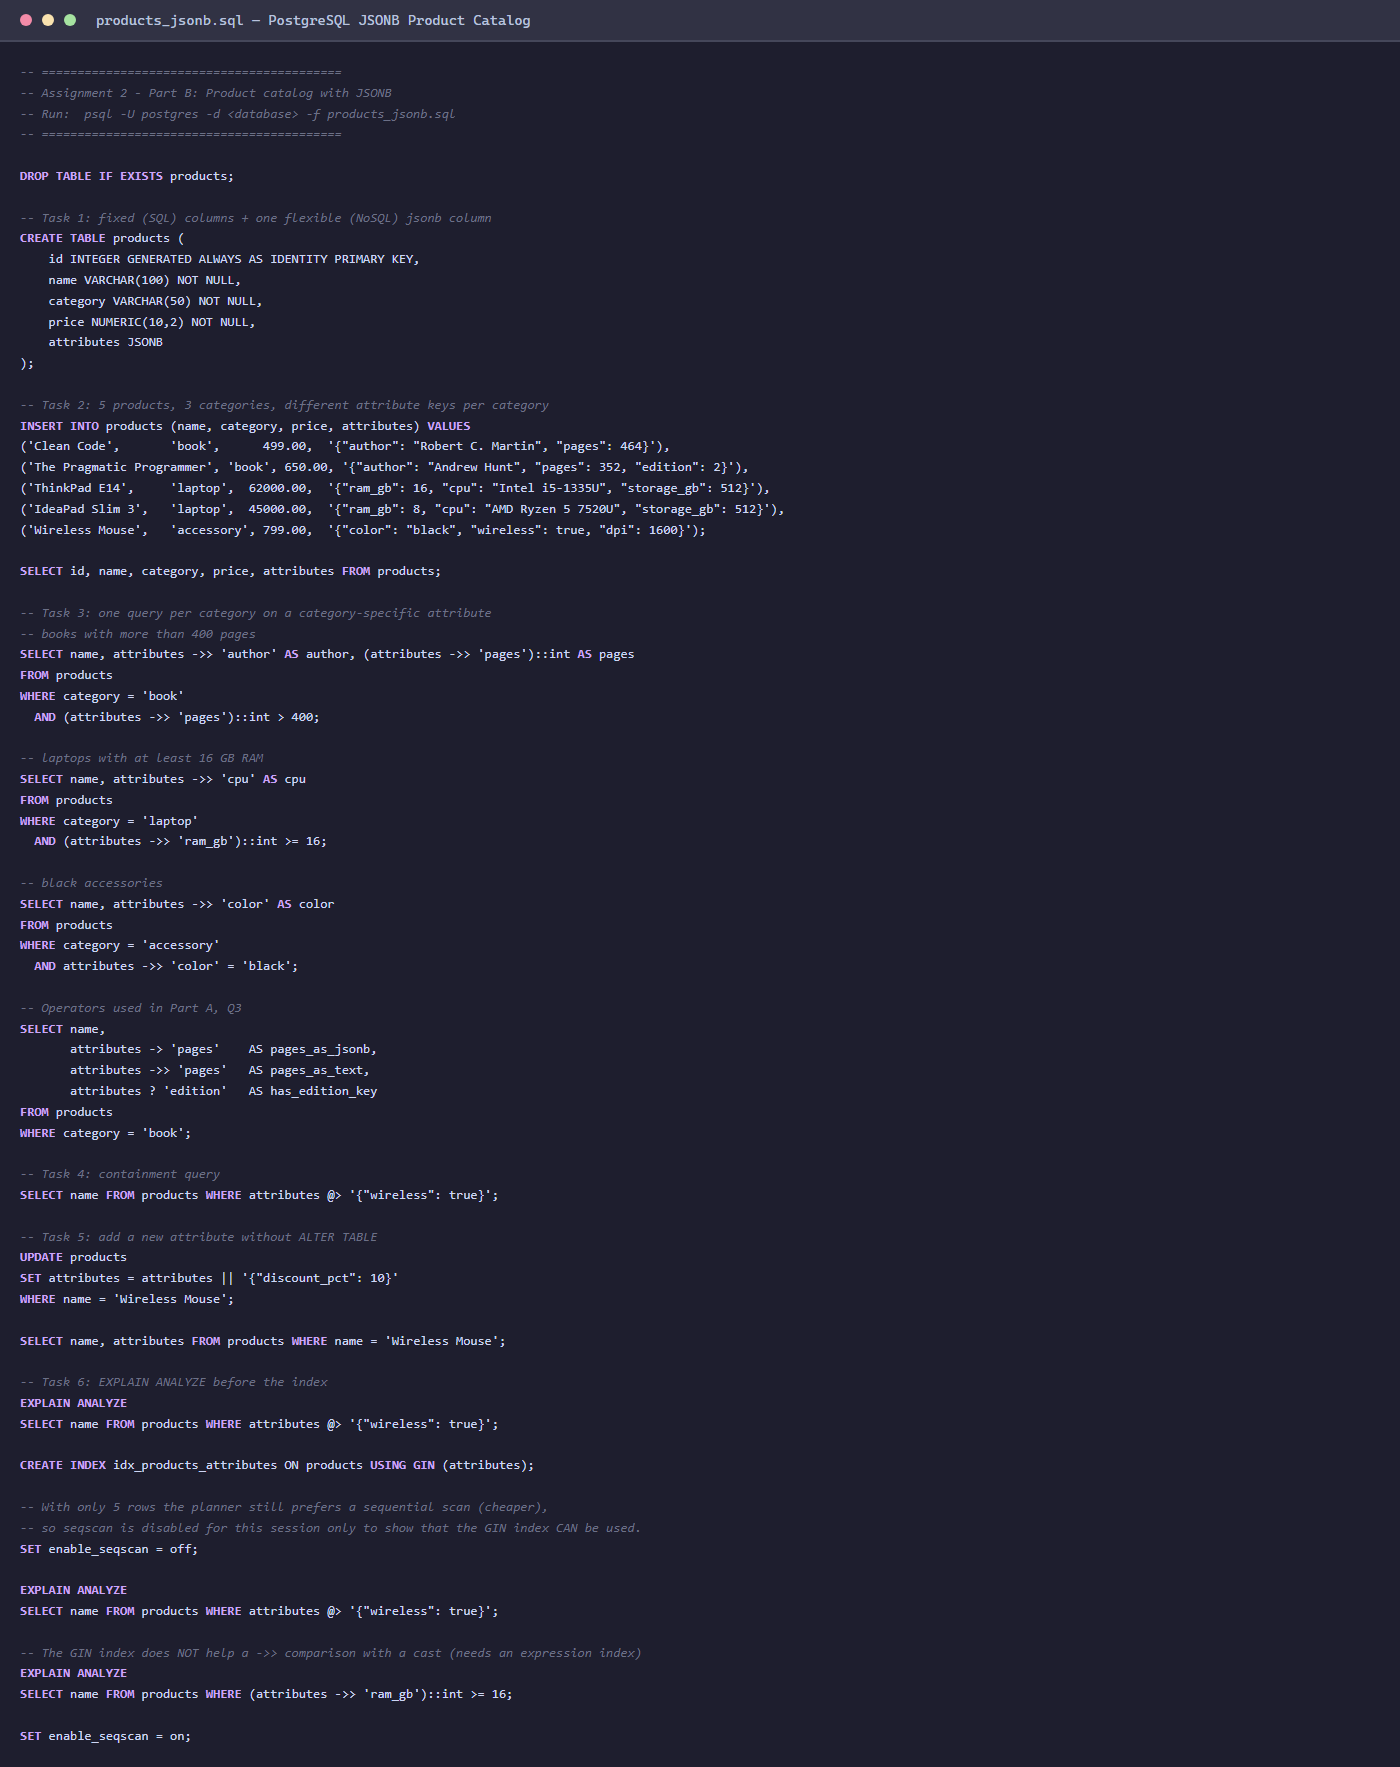 products_jsonb.sql — PostgreSQL JSONB Product Catalog
-- ==========================================
-- Assignment 2 - Part B: Product catalog with JSONB
-- Run:  psql -U postgres -d <database> -f products_jsonb.sql
-- ==========================================
DROP TABLE IF EXISTS products;
-- Task 1: fixed (SQL) columns + one flexible (NoSQL) jsonb column
CREATE TABLE products (
    id INTEGER GENERATED ALWAYS AS IDENTITY PRIMARY KEY,
    name VARCHAR(100) NOT NULL,
    category VARCHAR(50) NOT NULL,
    price NUMERIC(10,2) NOT NULL,
    attributes JSONB
);
-- Task 2: 5 products, 3 categories, different attribute keys per category
INSERT INTO products (name, category, price, attributes) VALUES
('Clean Code',       'book',      499.00,  '{"author": "Robert C. Martin", "pages": 464}'),
('The Pragmatic Programmer', 'book', 650.00, '{"author": "Andrew Hunt", "pages": 352, "edition": 2}'),
('ThinkPad E14',     'laptop',  62000.00,  '{"ram_gb": 16, "cpu": "Intel i5-1335U", "storage_gb": 512}'),
('IdeaPad Slim 3',   'laptop',  45000.00,  '{"ram_gb": 8, "cpu": "AMD Ryzen 5 7520U", "storage_gb": 512}'),
('Wireless Mouse',   'accessory', 799.00,  '{"color": "black", "wireless": true, "dpi": 1600}');
SELECT id, name, category, price, attributes FROM products;
-- Task 3: one query per category on a category-specific attribute
-- books with more than 400 pages
SELECT name, attributes ->> 'author' AS author, (attributes ->> 'pages')::int AS pages
FROM products
WHERE category = 'book'
  AND (attributes ->> 'pages')::int > 400;
-- laptops with at least 16 GB RAM
SELECT name, attributes ->> 'cpu' AS cpu
FROM products
WHERE category = 'laptop'
  AND (attributes ->> 'ram_gb')::int >= 16;
-- black accessories
SELECT name, attributes ->> 'color' AS color
FROM products
WHERE category = 'accessory'
  AND attributes ->> 'color' = 'black';
-- Operators used in Part A, Q3
SELECT name,
       attributes -> 'pages'    AS pages_as_jsonb,
       attributes ->> 'pages'   AS pages_as_text,
       attributes ? 'edition'   AS has_edition_key
FROM products
WHERE category = 'book';
-- Task 4: containment query
SELECT name FROM products WHERE attributes @> '{"wireless": true}';
-- Task 5: add a new attribute without ALTER TABLE
UPDATE products
SET attributes = attributes || '{"discount_pct": 10}'
WHERE name = 'Wireless Mouse';
SELECT name, attributes FROM products WHERE name = 'Wireless Mouse';
-- Task 6: EXPLAIN ANALYZE before the index
EXPLAIN ANALYZE
SELECT name FROM products WHERE attributes @> '{"wireless": true}';
CREATE INDEX idx_products_attributes ON products USING GIN (attributes);
-- With only 5 rows the planner still prefers a sequential scan (cheaper),
-- so seqscan is disabled for this session only to show that the GIN index CAN be used.
SET enable_seqscan = off;
EXPLAIN ANALYZE
SELECT name FROM products WHERE attributes @> '{"wireless": true}';
-- The GIN index does NOT help a ->> comparison with a cast (needs an expression index)
EXPLAIN ANALYZE
SELECT name FROM products WHERE (attributes ->> 'ram_gb')::int >= 16;
SET enable_seqscan = on;